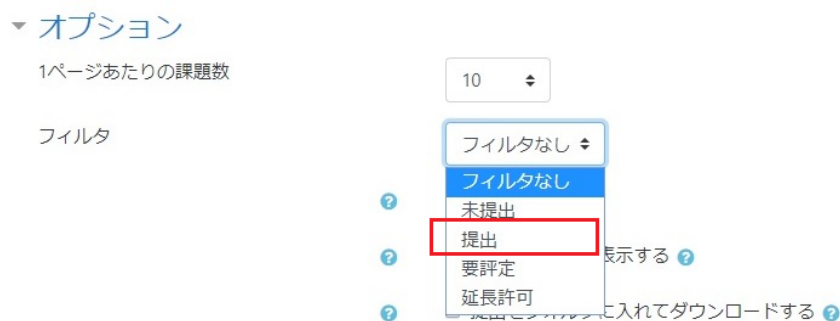 オプション
1ページあたりの課題数
10
フィルタ
フィルタなし
フィルタなし
未提出
提出
要評定
延長許可
表示する
に入れてダウンロードする